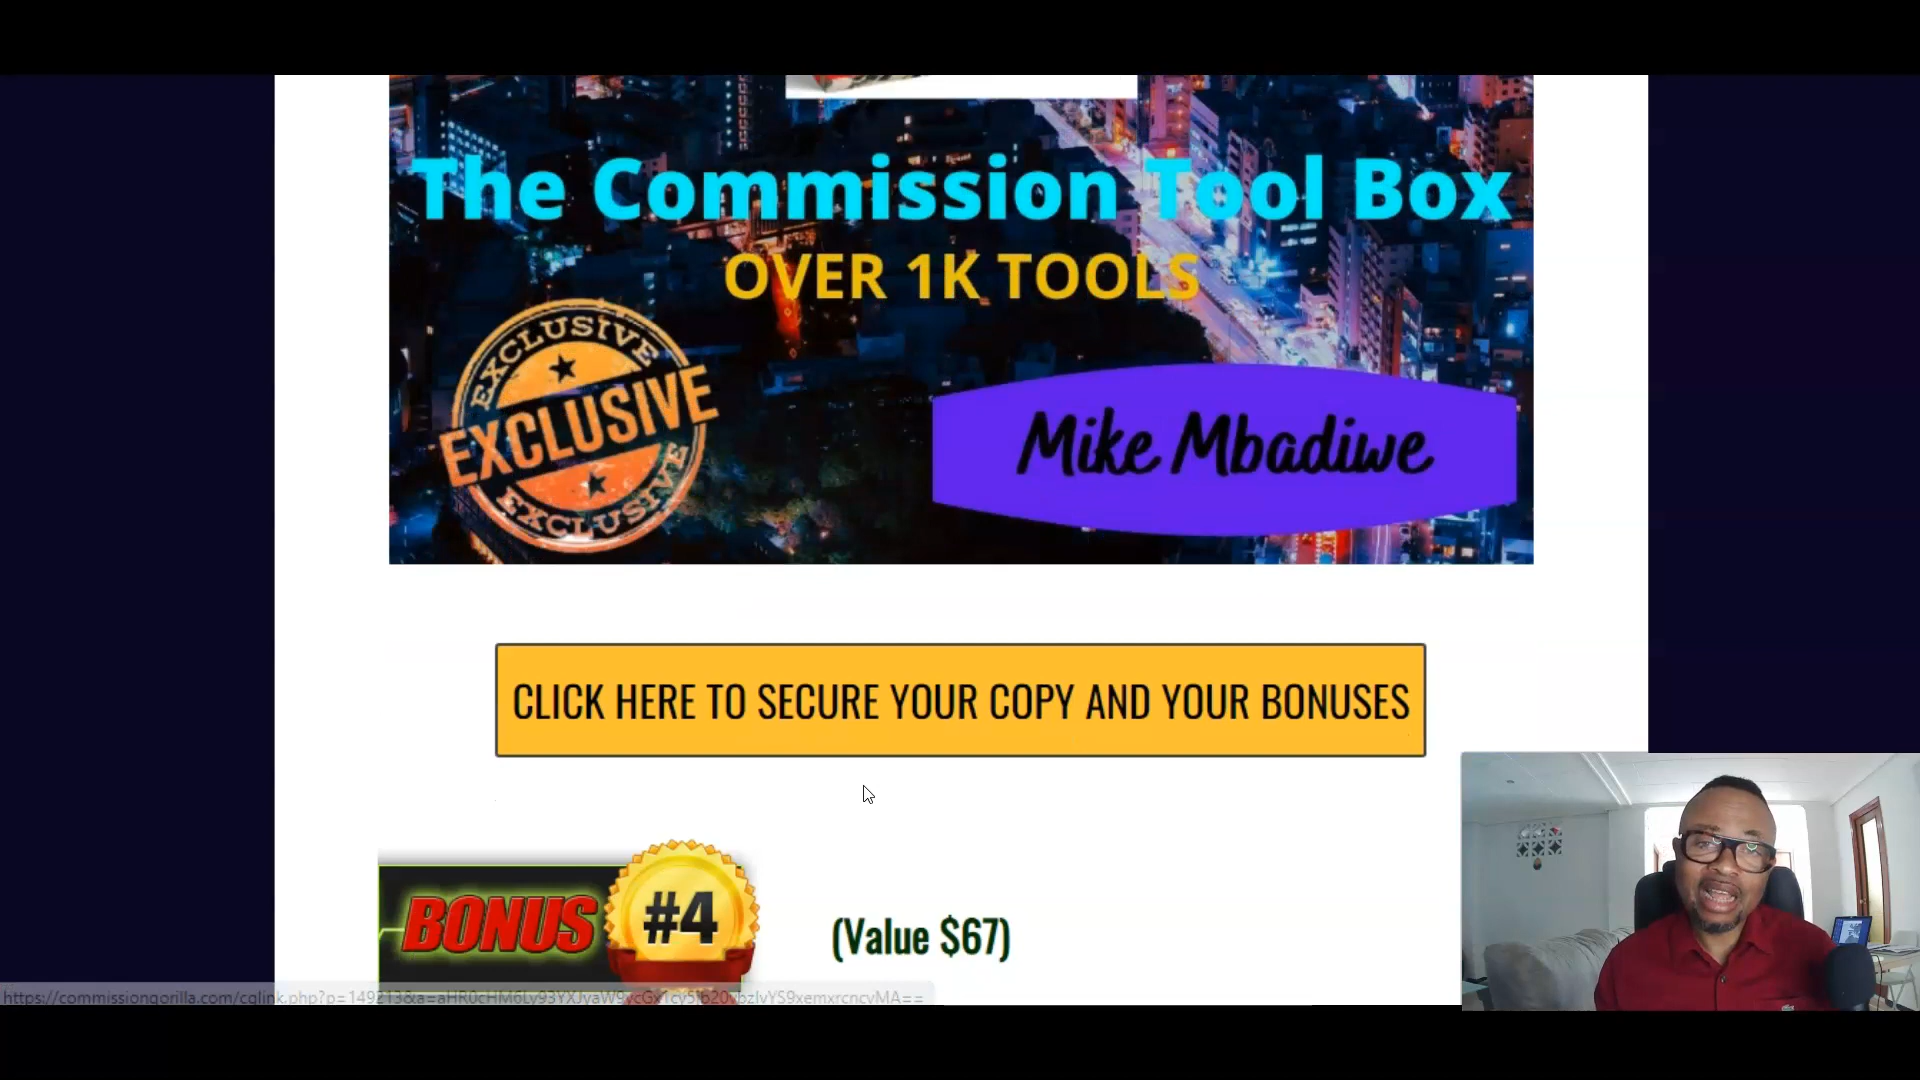 The Commission Tool Box
OVER 1K TOOLS
EXCLUSIVE
EXCLUSIVE
EXCLUSIVE
Mike Mbadiwe
CLICK HERE TO SECURE YOUR COPY AND YOUR BONUSES
BONUS #4
(Value $67)